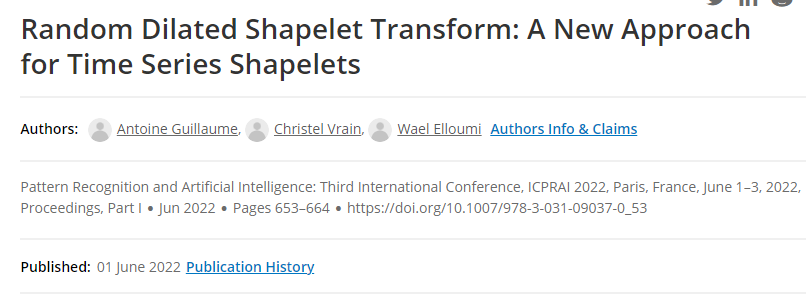 Random Dilated Shapelet Transform: A New Approach
for Time Series Shapelets
Authors: Antoine Guillaume, Christel Vrain, Wael Elloumi Authors Info & Claims
Pattern Recognition and Artificial Intelligence: Third International Conference, ICPRAI 2022, Paris, France, June 1–3, 2022,
Proceedings, Part I • Jun 2022 • Pages 653–664 • https://doi.org/10.1007/978-3-031-09037-0_53
Published: 01 June 2022 Publication History